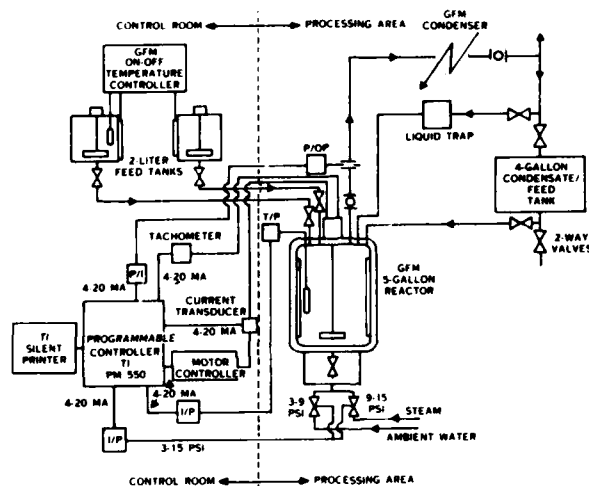 CONTROL ROOM
PROCESSING AREA
GFM
ON-OFF
TEMPERATURE
CONTROLLER
GFM
CONDENSER
2-LITER
FEED TANKS
P/OP
LIQUID TRAP
4-GALLON
CONDENSATE/
FEED
TANK
2-WAY
VALVES
T/P
TACHOMETER
P/I
4-20 MA
4-20 MA
GFM
5-GALLON
REACTOR
CURRENT
TRANSDUCER
4-20 MA
TI
SILENT
PRINTER
PROGRAMMABLE
CONTROLLER
TI
PM 550
MOTOR
CONTROLLER
4-20 MA
4-20 MA
I/P
I/P
3-15 PSI
3-9
PSI
9-15
PSI
STEAM
AMBIENT WATER
CONTROL ROOM
PROCESSING AREA